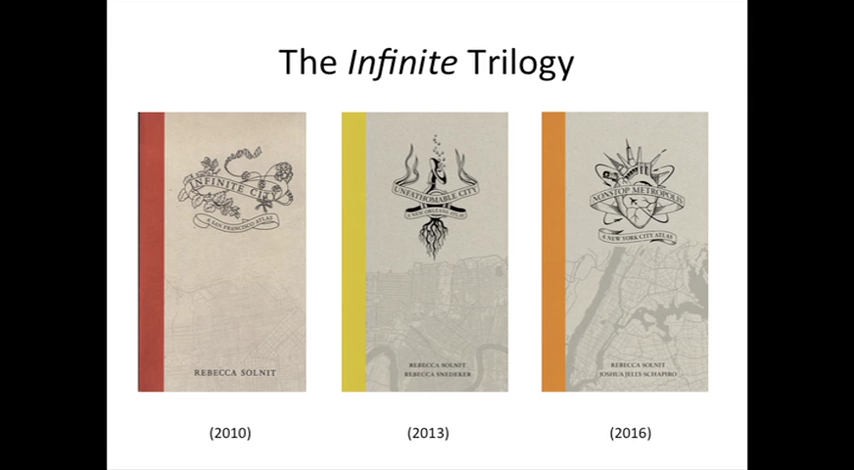 The Infinite Trilogy
INFINITE CITY
A SAN FRANCISCO ATLAS
REBECCA SOLNIT
(2010)
UNFATHOMABLE CITY
A NEW ORLEANS ATLAS
REBECCA SOLNIT
REBECCA SNEDEKER
(2013)
NONSTOP METROPOLIS
A NEW YORK CITY ATLAS
REBECCA SOLNIT
JOSHUA JELLY-SCHAPIRO
(2016)